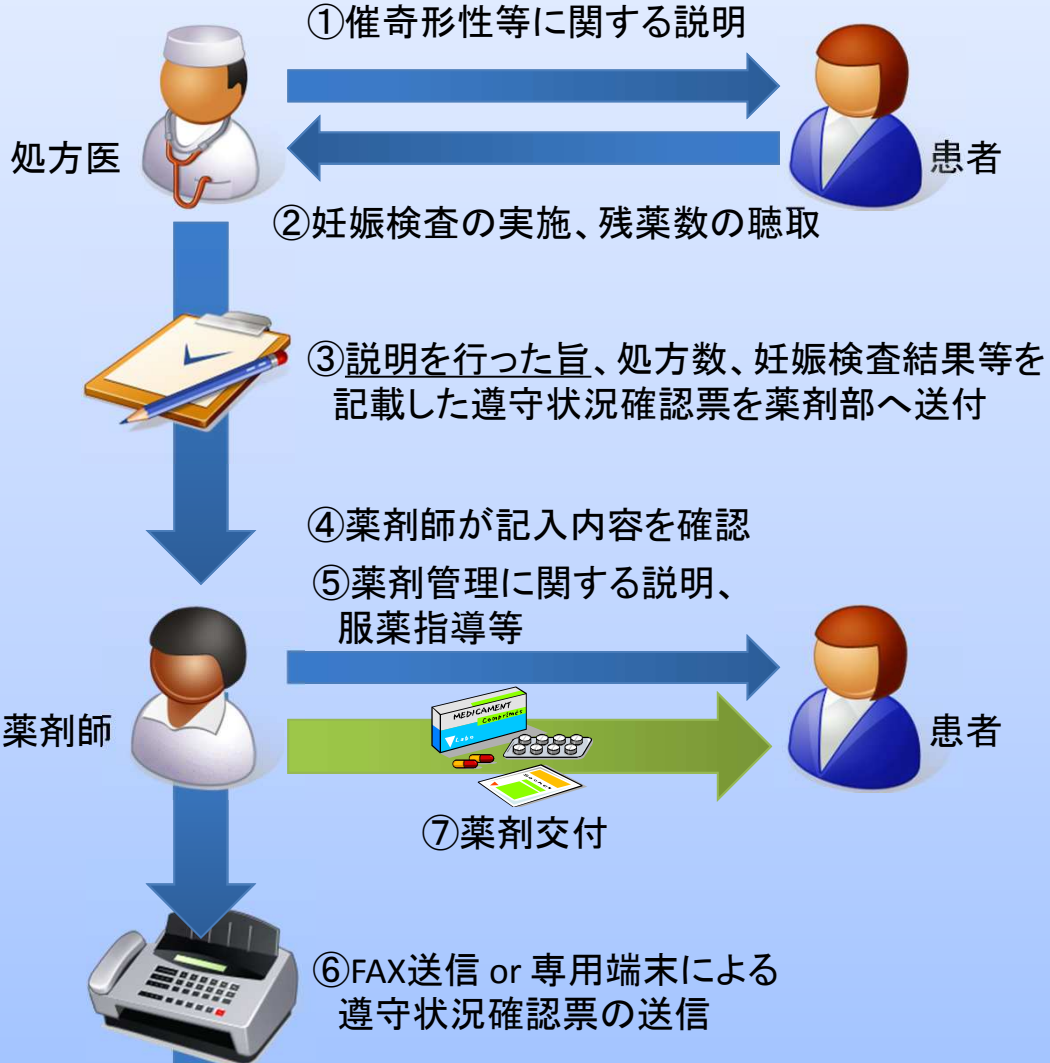 ①催奇形性等に関する説明
処方医
患者
②妊娠検査の実施、残薬数の聴取
③説明を行った旨、処方数、妊娠検査結果等を
記載した遵守状況確認票を薬剤部へ送付
④薬剤師が記入内容を確認
⑤薬剤管理に関する説明、
服薬指導等
薬剤師
MEDICAMENT
Comprimes
Labo
患者
⑦薬剤交付
⑥FAX送信 or 専用端末による
遵守状況確認票の送信